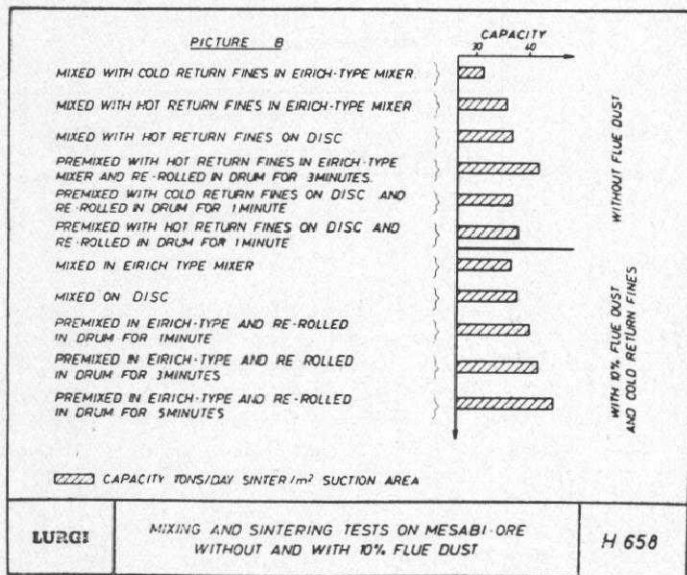 PICTURE 8
CAPACITY
30 40
MIXED WITH COLD RETURN FINES IN EIRICH-TYPE MIXER
MIXED WITH HOT RETURN FINES IN EIRICH-TYPE MIXER
MIXED WITH HOT RETURN FINES ON DISC
PREMIXED WITH HOT RETURN FINES IN EIRICH-TYPE
MIXER AND RE-ROLLED IN DRUM FOR 3MINUTES.
PREMIXED WITH COLD RETURN FINES ON DISC AND
RE-ROLLED IN DRUM FOR 1MINUTE
PREMIXED WITH HOT RETURN FINES ON DISC AND
RE-ROLLED IN DRUM FOR 1MINUTE
WITHOUT FLUE DUST
MIXED IN EIRICH TYPE MIXER
MIXED ON DISC
PREMIXED IN EIRICH-TYPE AND RE-ROLLED
IN DRUM FOR 1MINUTE
PREMIXED IN EIRICH-TYPE AND RE ROLLED
IN DRUM FOR 3MINUTES
PREMIXED IN EIRICH-TYPE AND RE-ROLLED
IN DRUM FOR 5MINUTES
WITH 10% FLUE DUST
AND COLD RETURN FINES
CAPACITY TONS/DAY SINTER/m² SUCTION AREA
LURGI
MIXING AND SINTERING TESTS ON MESABI-ORE
WITHOUT AND WITH 10% FLUE DUST
H 658